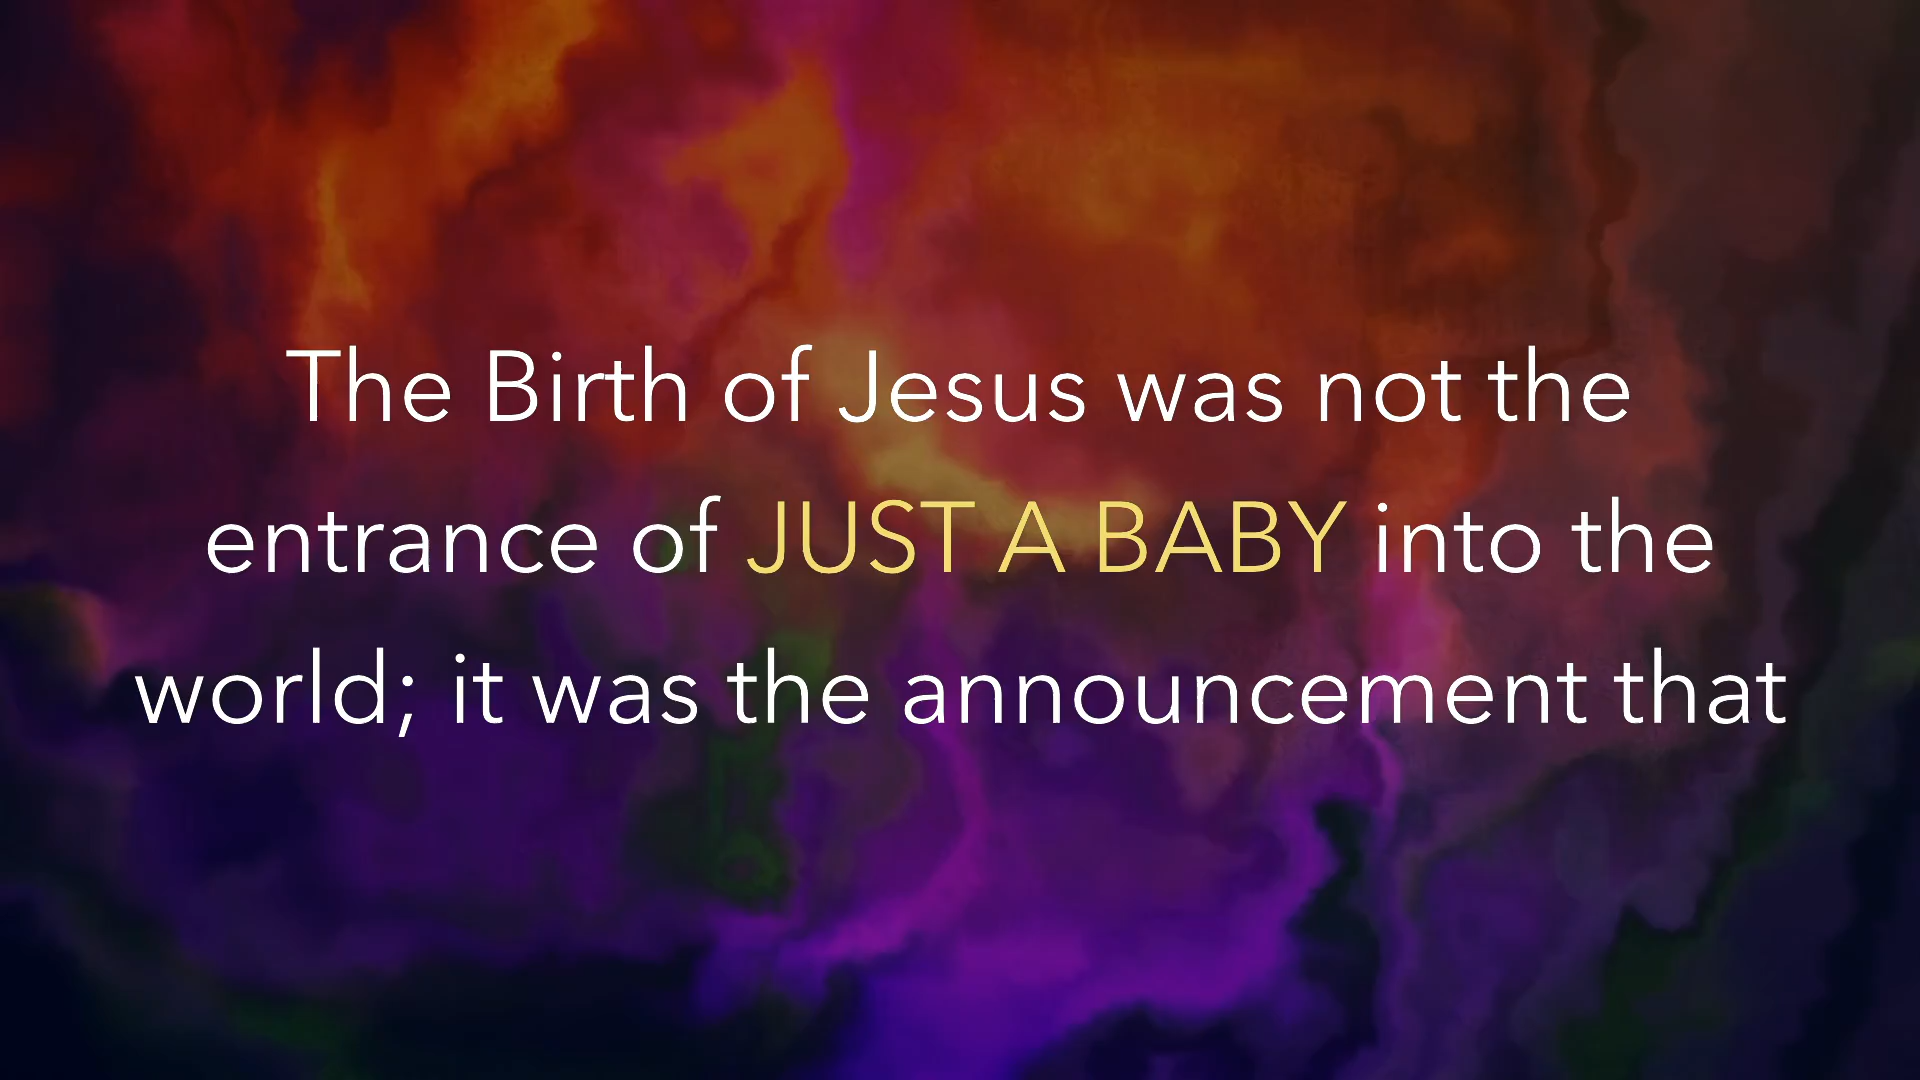 The Birth of Jesus was not the
entrance of JUST A BABY into the
world; it was the announcement that